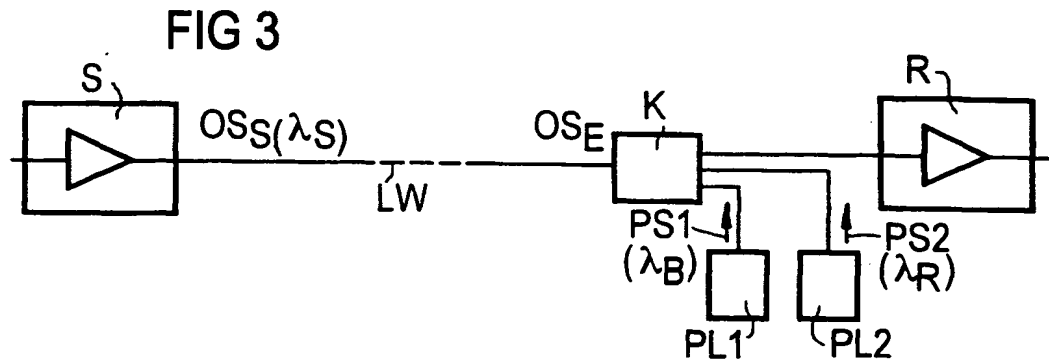 FIG 3
S
OSS(λS)
LW
OSE
K
R
PS1
(λB)
PS2
(λR)
PL1
PL2